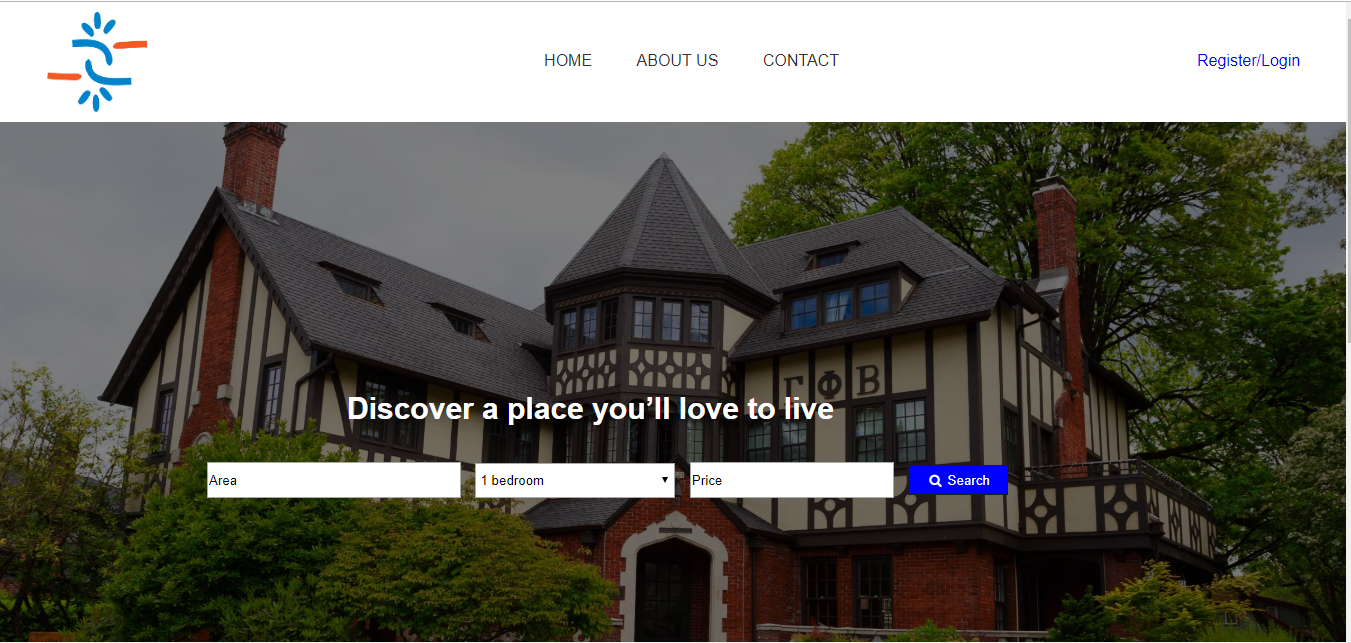 HOME ABOUT US CONTACT Register/Login
ΓΦΒ
Discover a place you’ll love to live
Area 1 bedroom Price Search